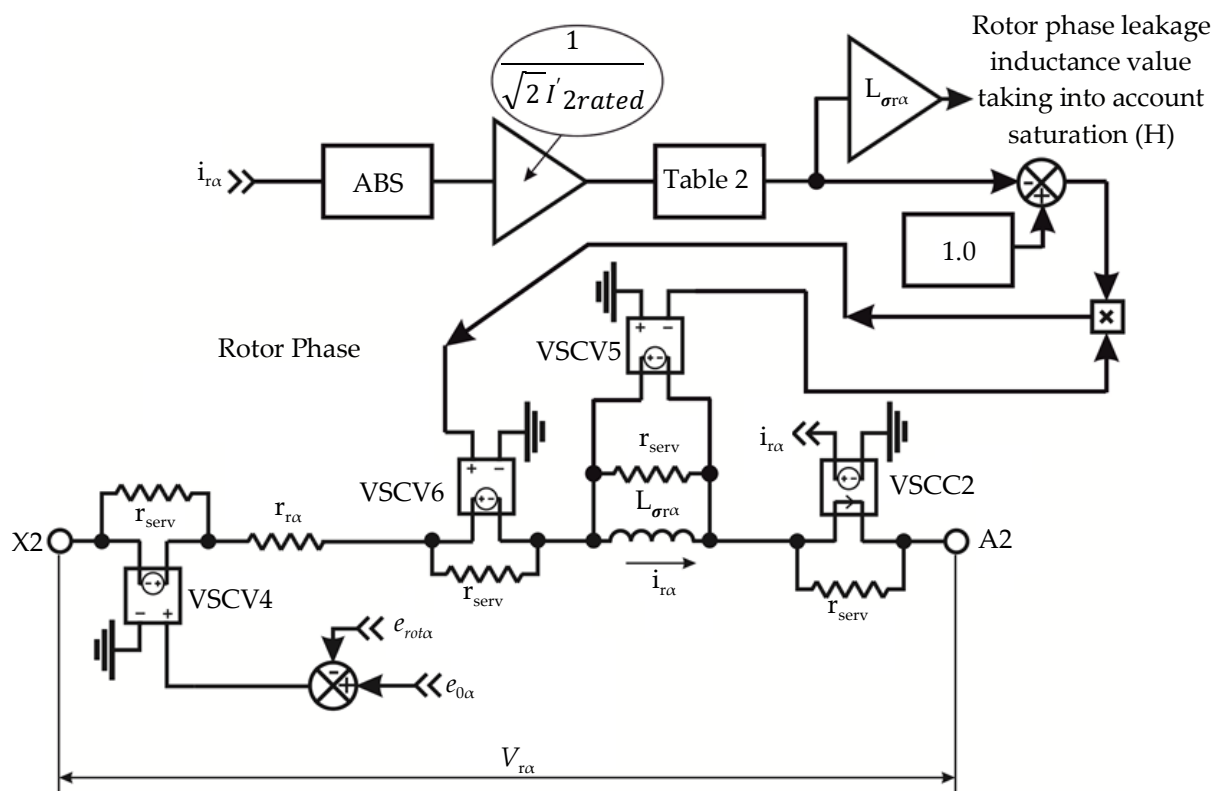 Rotor phase leakage
inductance value
taking into account
saturation (H)
1
√2 I'2rated
Lσrα
irα
ABS
Table 2
-
+
1.0
×
Rotor Phase
VSCV5
+ −
+-
VSCV6
+ −
+-
rserv
Lσrα
irα
irα
VSCC2
rserv
rrα
rserv
rserv
X2
A2
VSCV4
-+
− +
erotα
-
+
e0α
Vrα